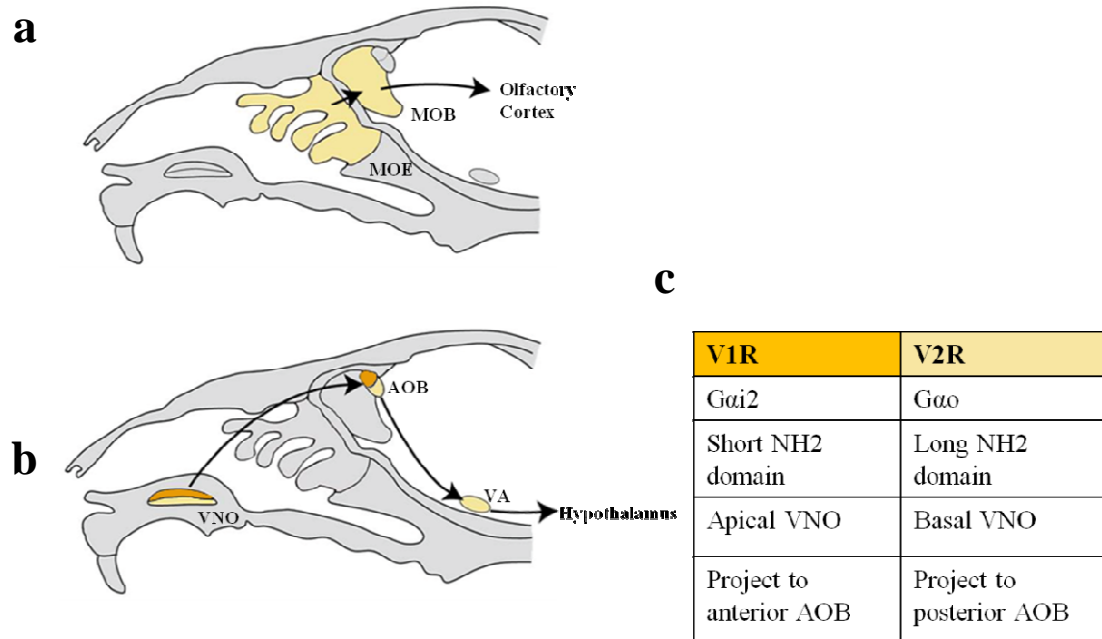 a
Olfactory
Cortex
MOB
MOE
b
AOB
VNO
VA
Hypothalamus
c
V1R
V2R
Gαi2
Gαo
Short NH2
domain
Long NH2
domain
Apical VNO
Basal VNO
Project to
anterior AOB
Project to
posterior AOB